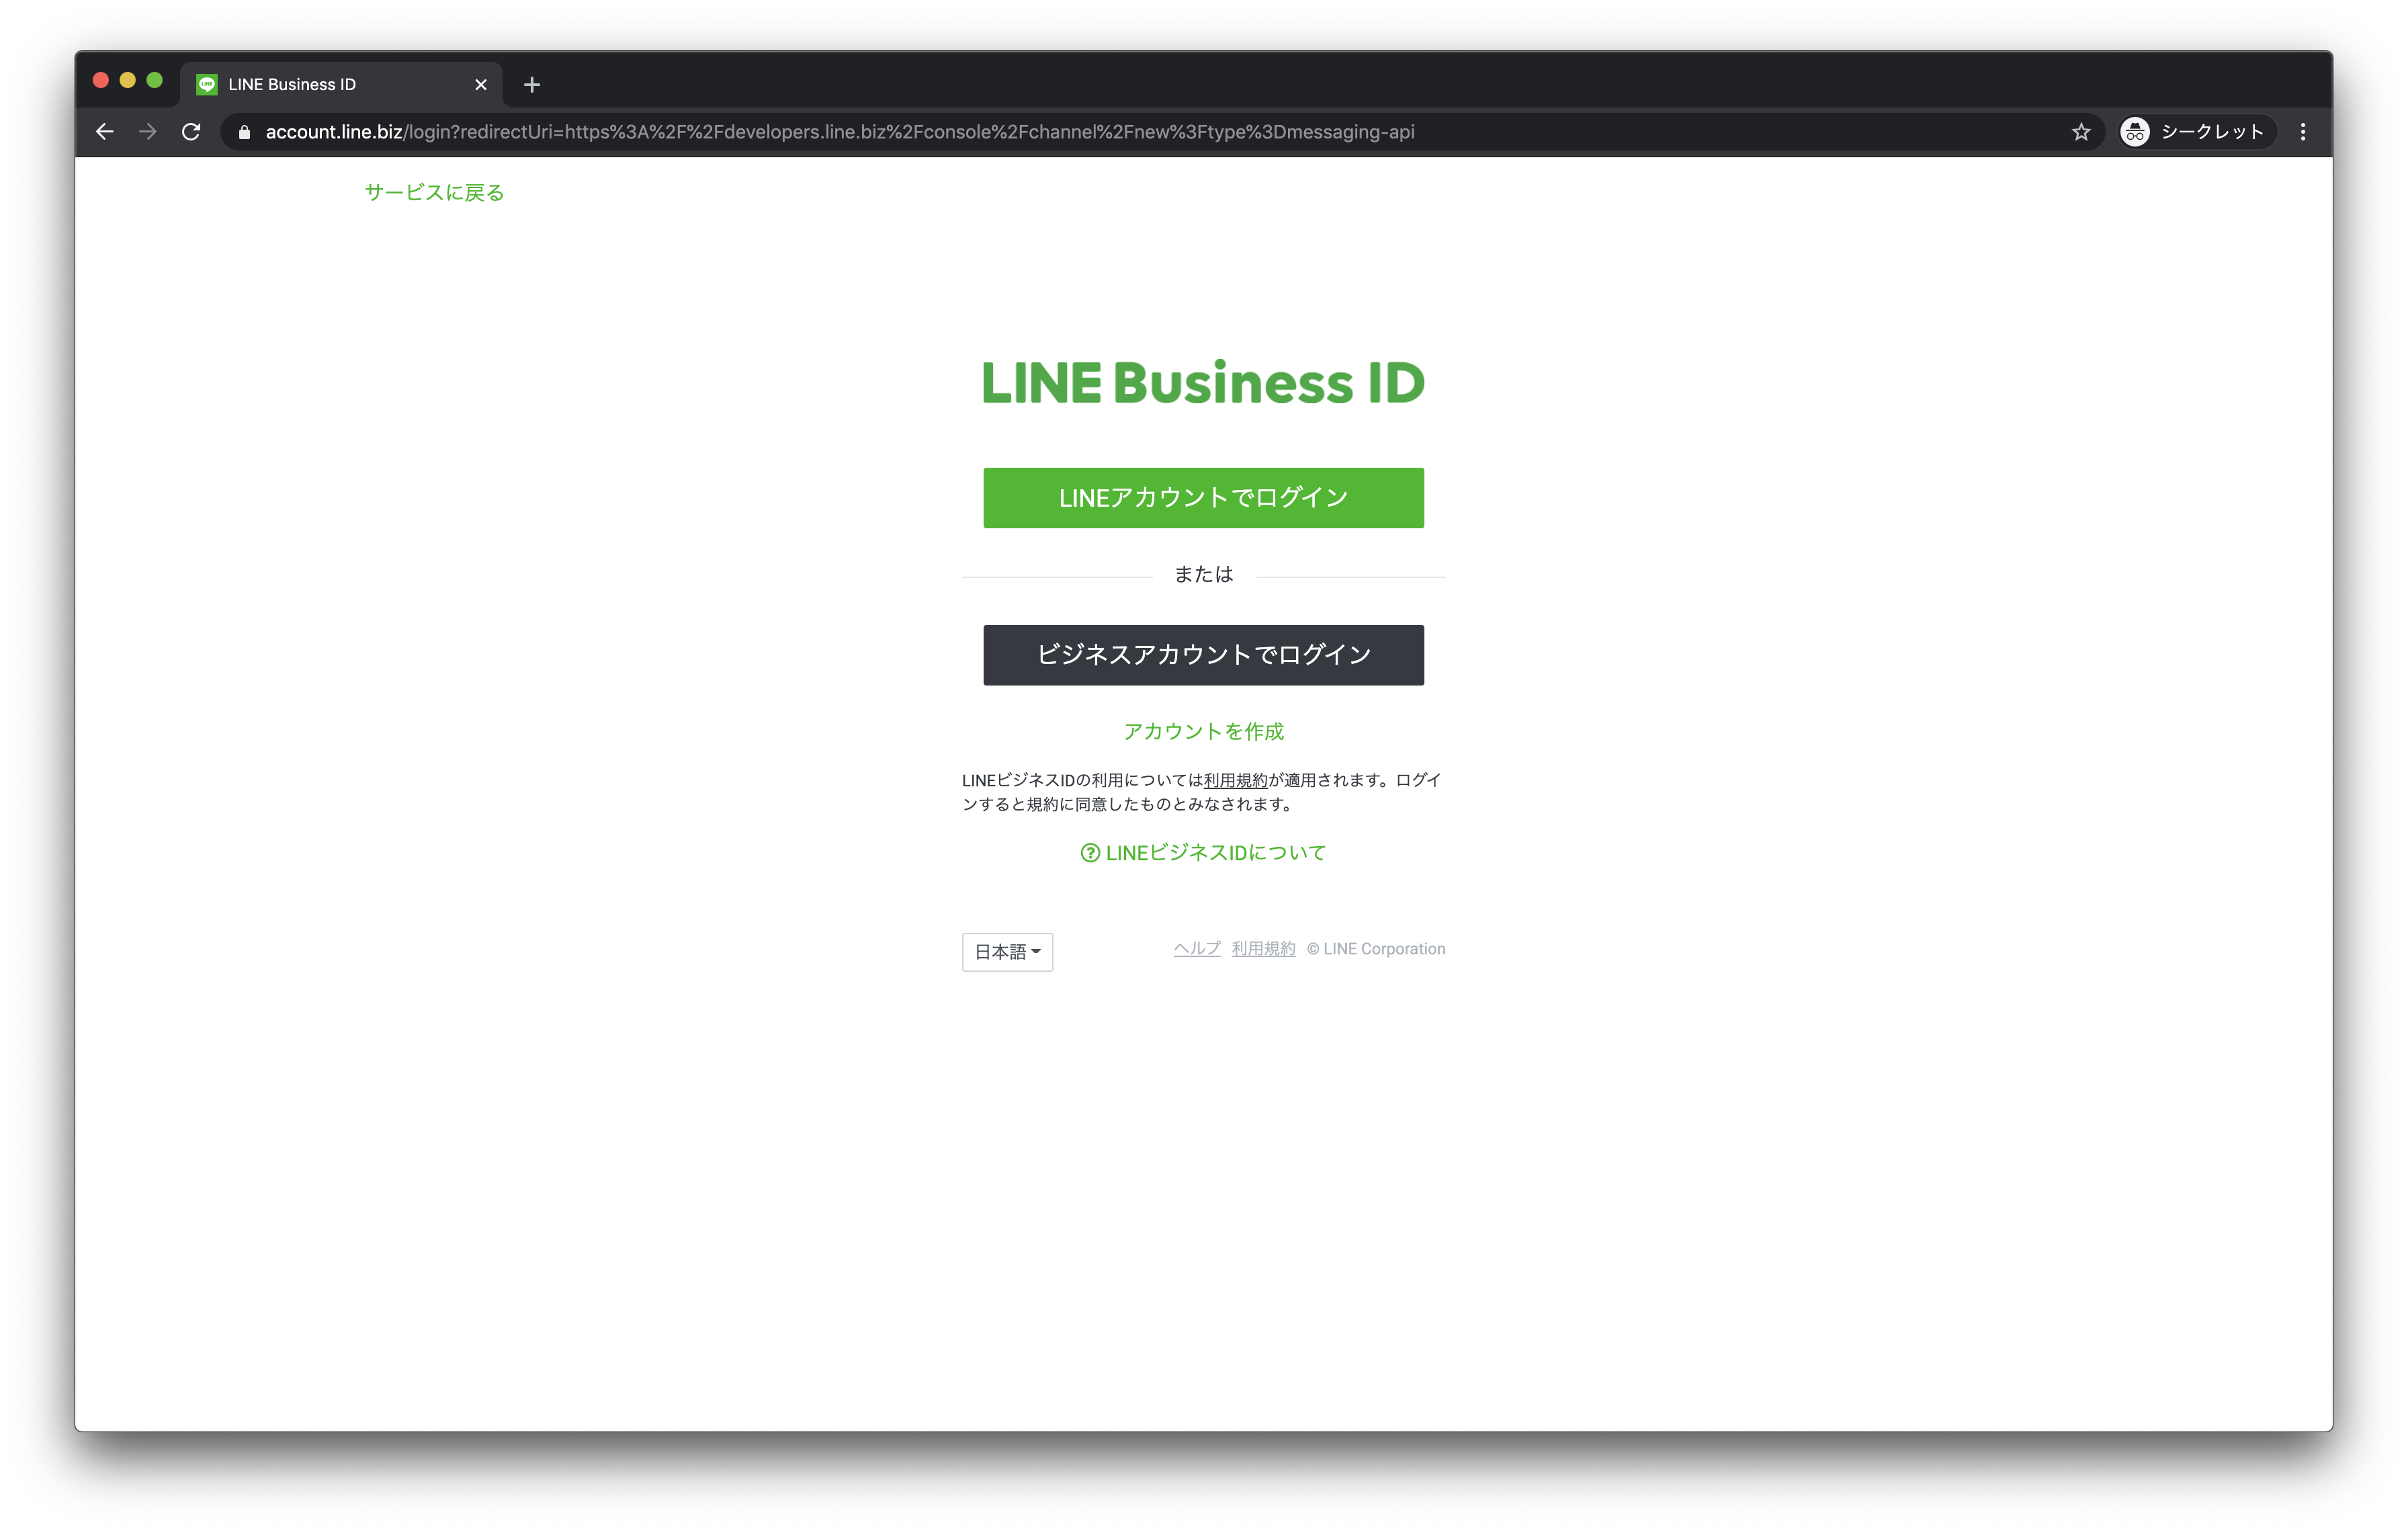 LINE Business ID
account.line.biz/login?redirectUri=https%3A%2F%2Fdevelopers.line.biz%2Fconsole%2Fchannel%2Fnew%3Ftype%3Dmessaging-api
シークレット
サービスに戻る
LINE Business ID
LINEアカウントでログイン
または
ビジネスアカウントでログイン
アカウントを作成
LINEビジネスIDの利用については利用規約が適用されます。ログイ
ンすると規約に同意したものとみなされます。
LINEビジネスIDについて
日本語
ヘルプ 利用規約 © LINE Corporation